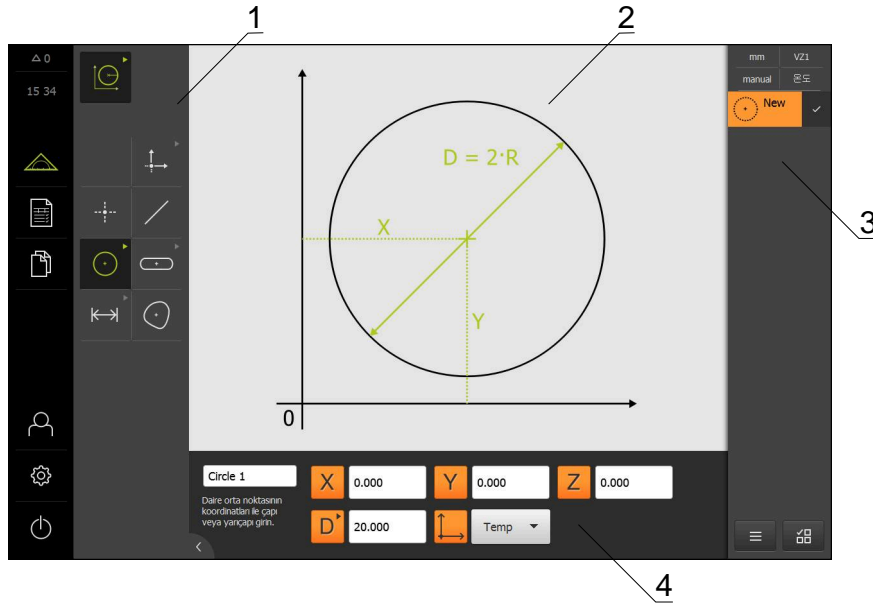 1
2
3
4
△ 0
15 34
D = 2·R
X
Y
0
mm VZ1
manual 온도
New
Circle 1
Daire orta noktasının
koordinatları ile çapı
veya yarıçapı girin.
X 0.000 Y 0.000 Z 0.000
D 20.000 Temp